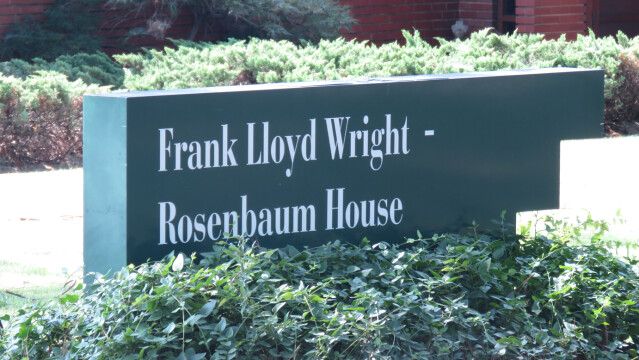 Frank Lloyd Wright -
Rosenbaum House